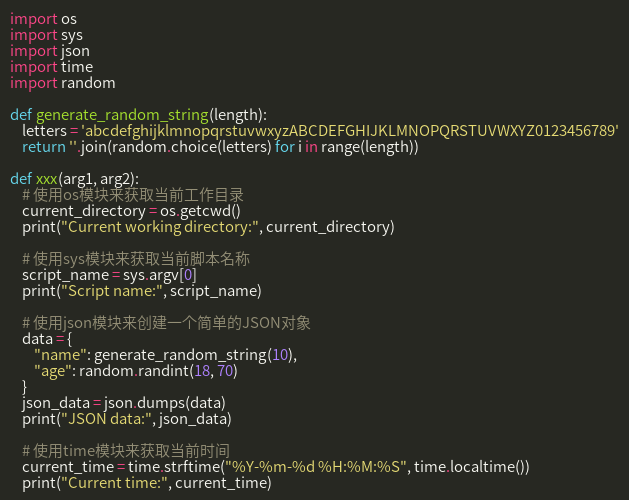 import os
import sys
import json
import time
import random

def generate_random_string(length):
    letters = 'abcdefghijklmnopqrstuvwxyzABCDEFGHIJKLMNOPQRSTUVWXYZ0123456789'
    return ''.join(random.choice(letters) for i in range(length))

def xxx(arg1, arg2):
    # 使用os模块来获取当前工作目录
    current_directory = os.getcwd()
    print("Current working directory:", current_directory)

    # 使用sys模块来获取当前脚本名称
    script_name = sys.argv[0]
    print("Script name:", script_name)

    # 使用json模块来创建一个简单的JSON对象
    data = {
        "name": generate_random_string(10),
        "age": random.randint(18, 70)
    }
    json_data = json.dumps(data)
    print("JSON data:", json_data)

    # 使用time模块来获取当前时间
    current_time = time.strftime("%Y-%m-%d %H:%M:%S", time.localtime())
    print("Current time:", current_time)